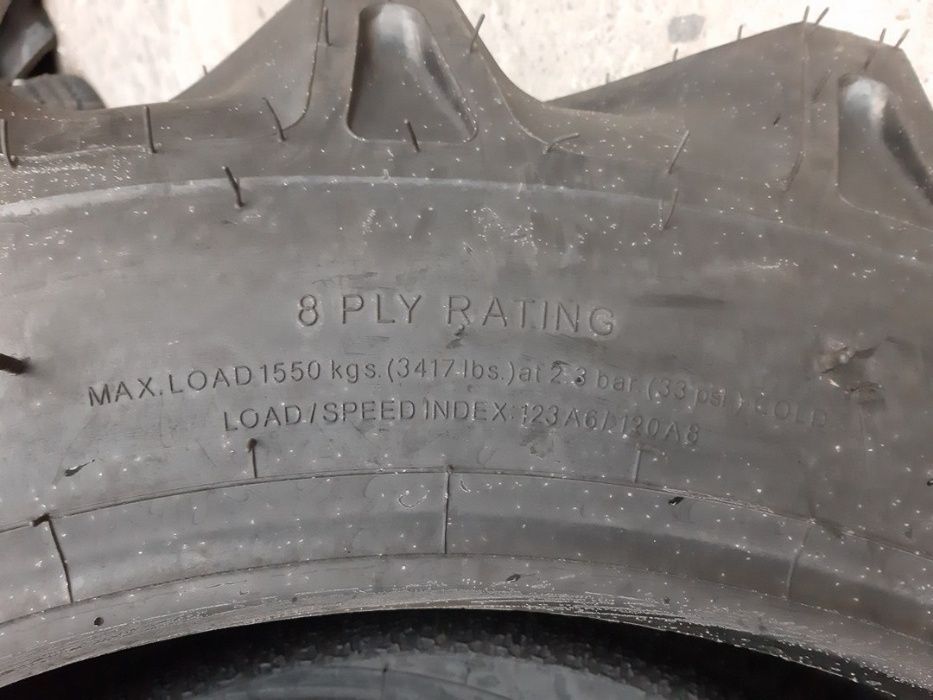 8 PLY RATING
MAX. LOAD 1550 kgs. (3417 lbs.) at 2.3 bar. (33 psi.) COLD
LOAD/SPEED INDEX: 123 A6/ 120 A8